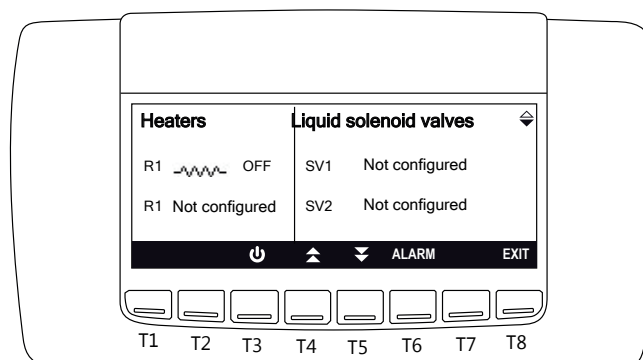 Heaters Liquid solenoid valves
R1 OFF SV1 Not configured
R1 Not configured SV2 Not configured
ALARM EXIT
T1 T2 T3 T4 T5 T6 T7 T8